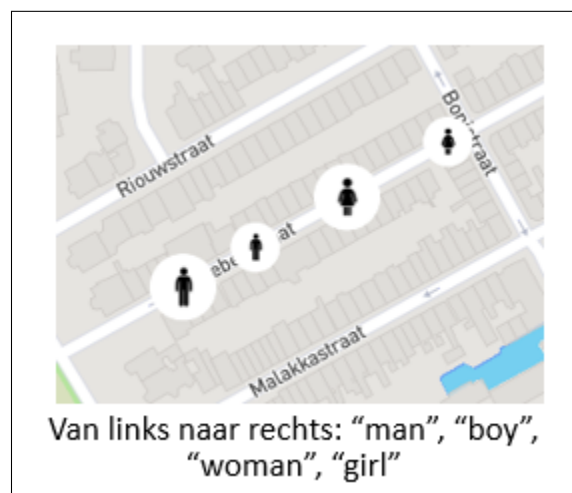 Riouwstraat
Malakkastraat
Van links naar rechts: “man”, “boy”,
“woman”, “girl”